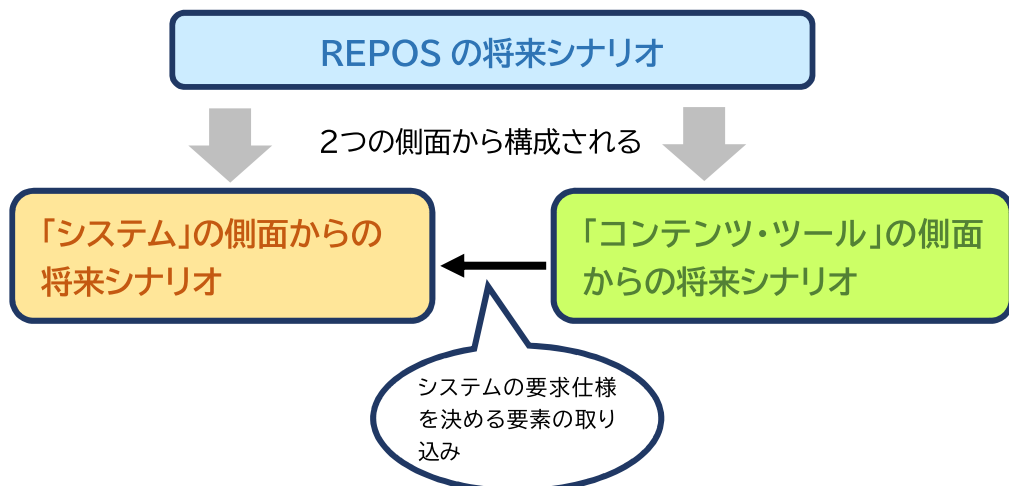 REPOS の将来シナリオ
2つの側面から構成される
「システム」の側面からの
将来シナリオ
「コンテンツ・ツール」の側面
からの将来シナリオ
システムの要求仕様
を決める要素の取り
込み